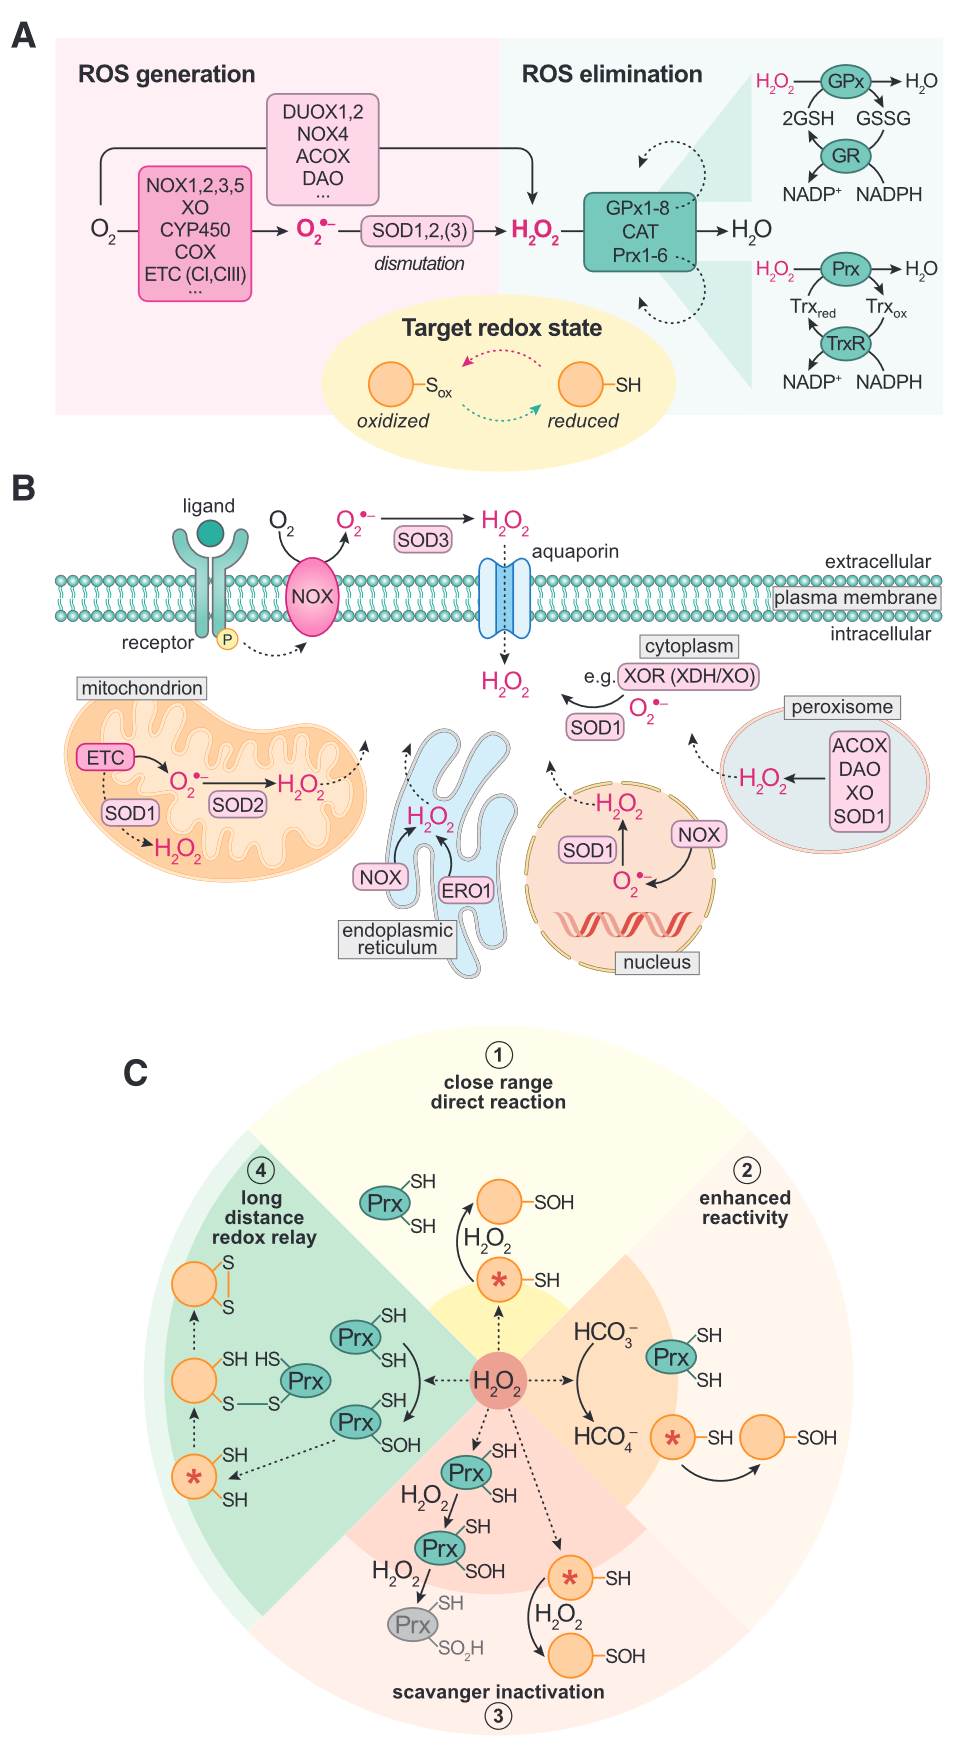 A
ROS generation
ROS elimination
DUOX1,2
NOX4
ACOX
DAO
...
O₂
NOX1,2,3,5
XO
CYP450
COX
ETC (CI,CIII)
...
O₂•−
SOD1,2,(3)
dismutation
H₂O₂
GPx1-8
CAT
Prx1-6
H₂O
H₂O₂
GPx
H₂O
2GSH
GSSG
GR
NADP⁺
NADPH
H₂O₂
Prx
H₂O
Trx_red
Trx_ox
TrxR
NADP⁺
NADPH
Target redox state
S_ox
SH
oxidized
reduced
B
ligand
O₂
O₂•−
SOD3
H₂O₂
aquaporin
extracellular
NOX
plasma membrane
receptor
P
intracellular
H₂O₂
cytoplasm
e.g. XOR (XDH/XO)
O₂•−
SOD1
mitochondrion
ETC
O₂•−
SOD2
H₂O₂
SOD1
H₂O₂
H₂O₂
NOX
ERO1
endoplasmic
reticulum
H₂O₂
SOD1
NOX
O₂•−
nucleus
peroxisome
H₂O₂
ACOX
DAO
XO
SOD1
C
1
close range
direct reaction
Prx
SH
SH
SOH
H₂O₂
*
SH
2
enhanced
reactivity
HCO₃⁻
Prx
SH
SH
HCO₄⁻
*
SH
SOH
4
long
distance
redox relay
S
S
SH
HS
Prx
S
S
*
SH
SH
Prx
SH
SH
Prx
SH
SOH
H₂O₂
Prx
SH
SH
H₂O₂
Prx
SH
SOH
H₂O₂
Prx
SH
SO₂H
*
SH
H₂O₂
SOH
scavanger inactivation
3